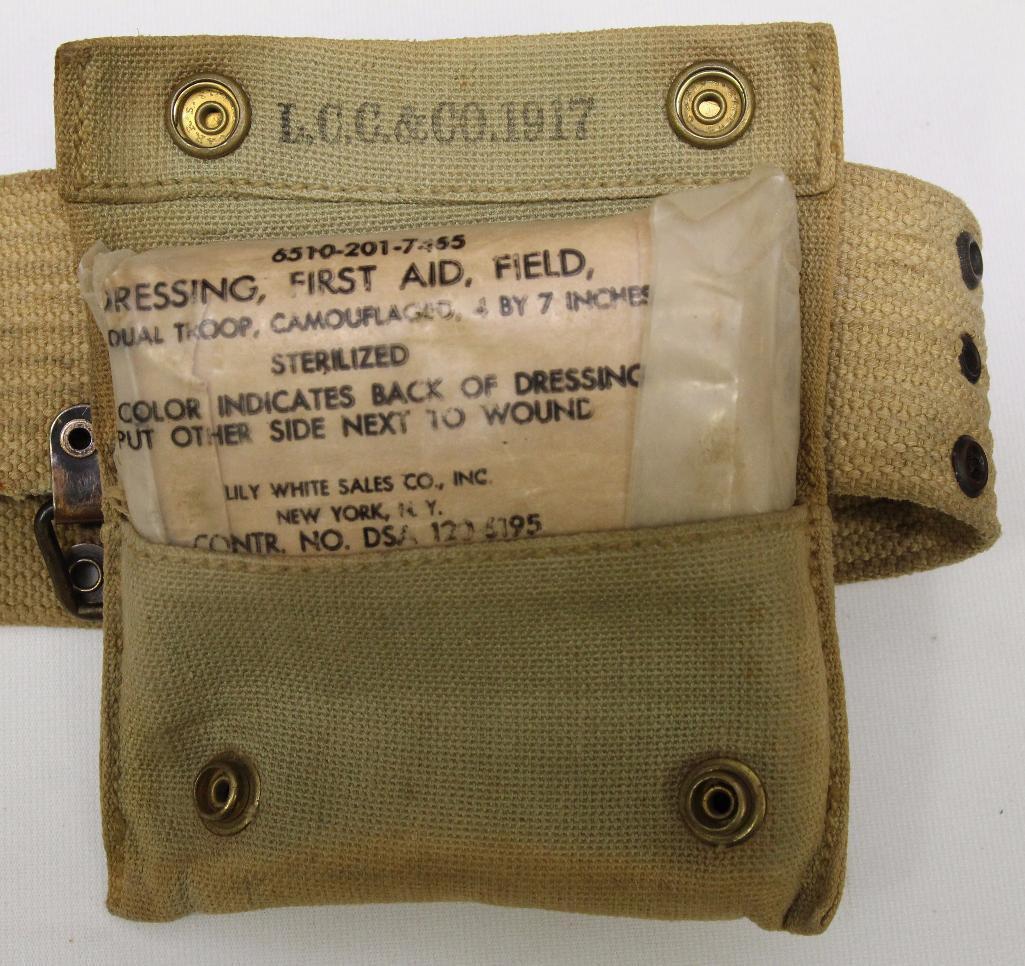 L.C.C.&CO.1917
6510-201-7455
DRESSING, FIRST AID, FIELD,
DUAL TROOP, CAMOUFLAGED, 4 BY 7 INCHES
STERILIZED
COLOR INDICATES BACK OF DRESSING
PUT OTHER SIDE NEXT TO WOUND
LILY WHITE SALES CO., INC.
NEW YORK, N.Y.
CONTR. NO. DSA